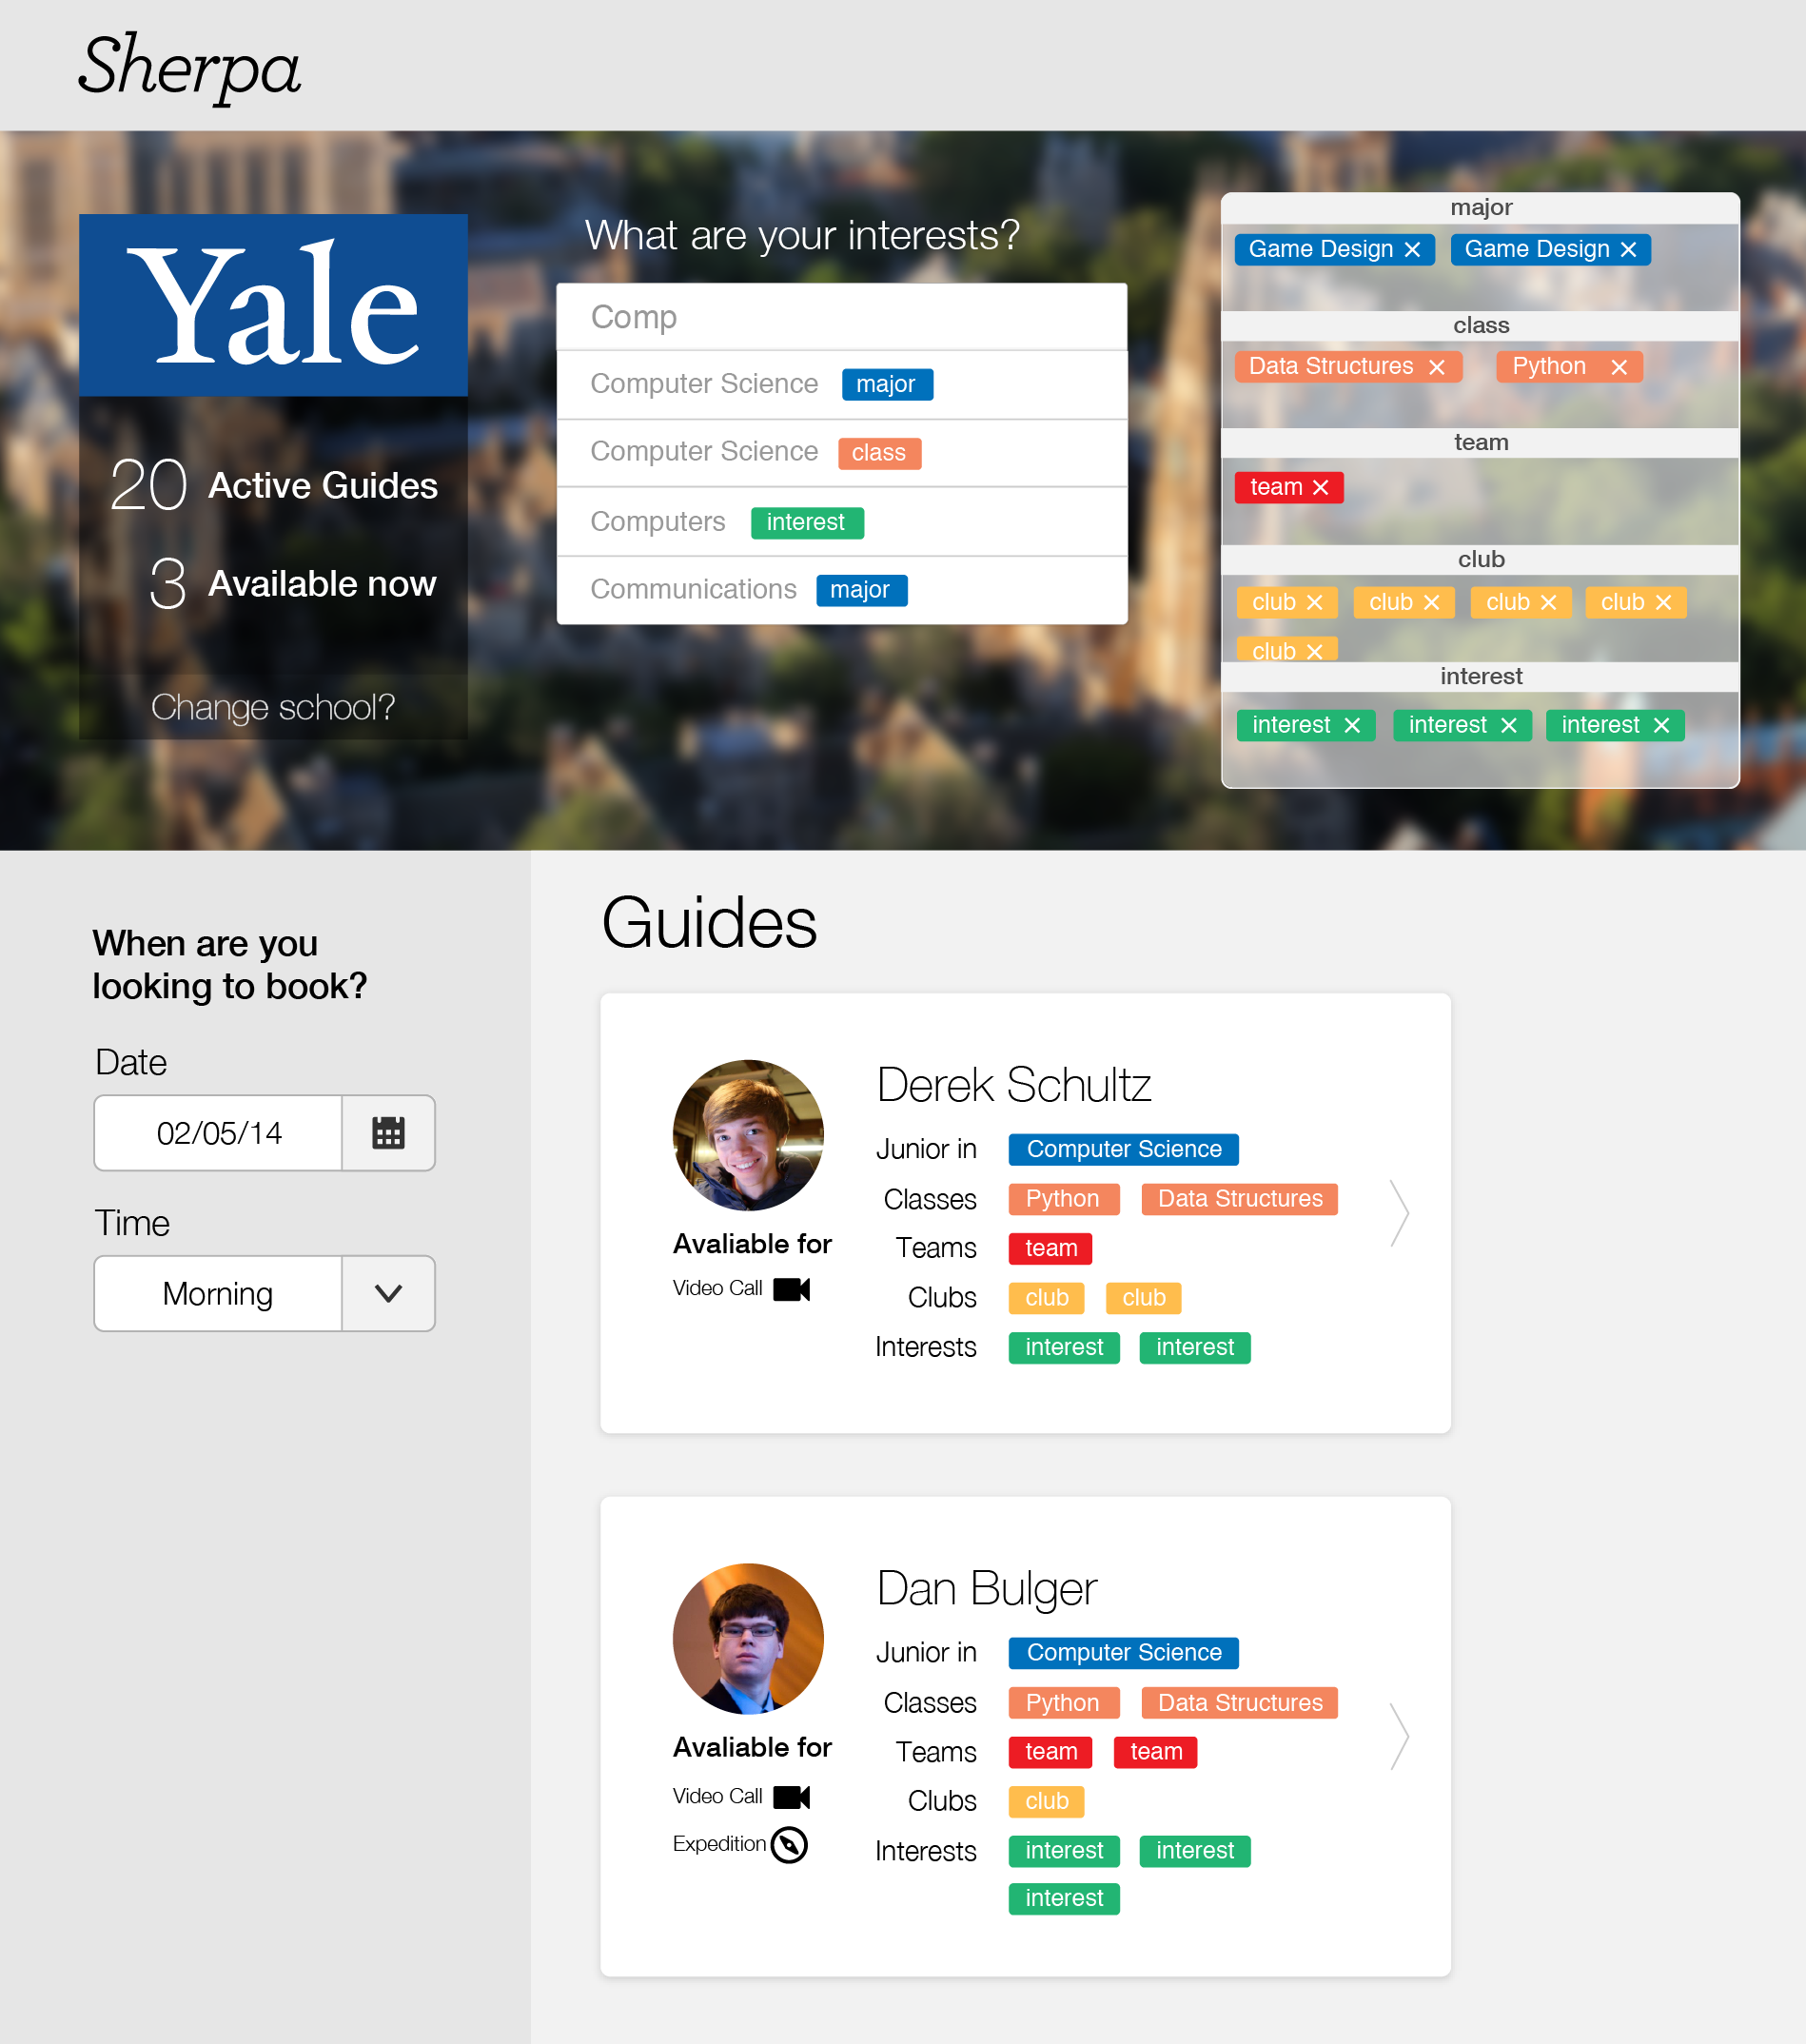 Sherpa
Yale
20 Active Guides
3 Available now
Change school?
What are your interests?
Comp
Computer Science major
Computer Science class
Computers interest
Communications major
major
Game Design Game Design
class
Data Structures Python
team
team
club
club club club club
club
interest
interest interest interest
When are you
looking to book?
Date
02/05/14
Time
Morning
Guides
Derek Schultz
Junior in Computer Science
Classes Python Data Structures
Teams team
Clubs club club
Interests interest interest
Avaliable for
Video Call
Dan Bulger
Junior in Computer Science
Classes Python Data Structures
Teams team team
Clubs club
Interests interest interest
interest
Avaliable for
Video Call
Expedition